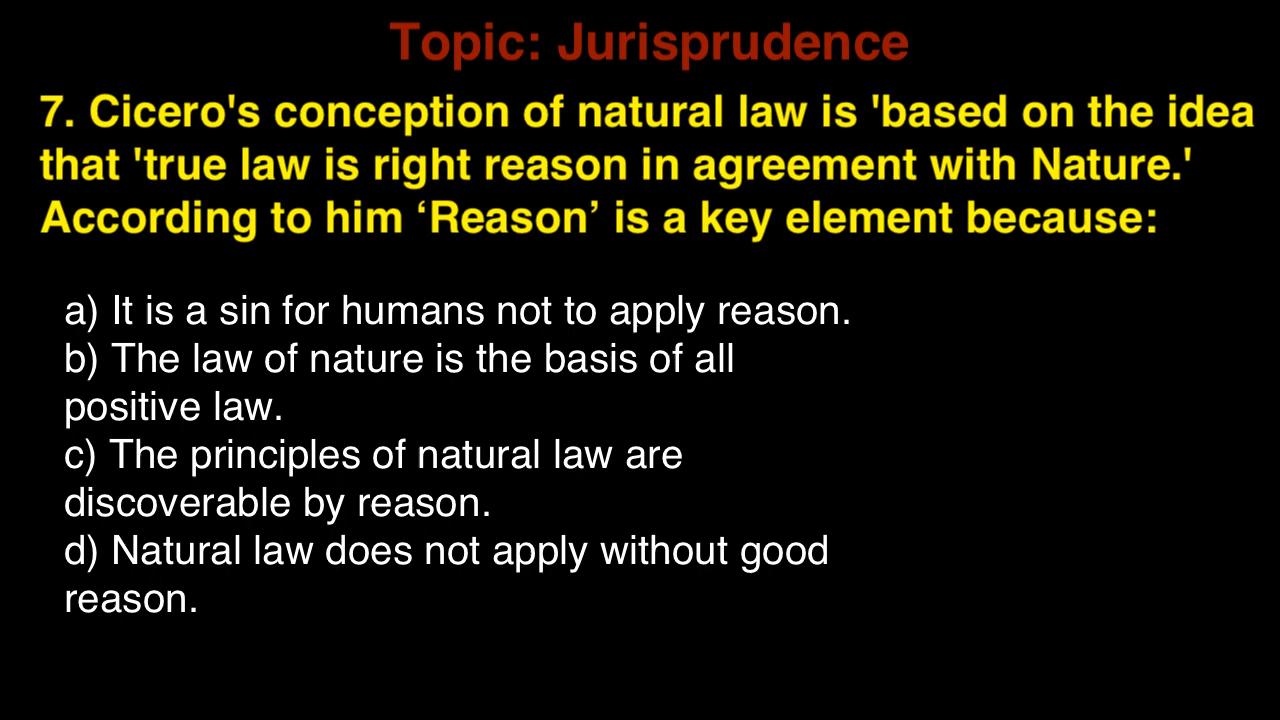 Topic: Jurisprudence
7. Cicero's conception of natural law is 'based on the idea
that 'true law is right reason in agreement with Nature.'
According to him ‘Reason’ is a key element because:
a) It is a sin for humans not to apply reason.
b) The law of nature is the basis of all
positive law.
c) The principles of natural law are
discoverable by reason.
d) Natural law does not apply without good
reason.